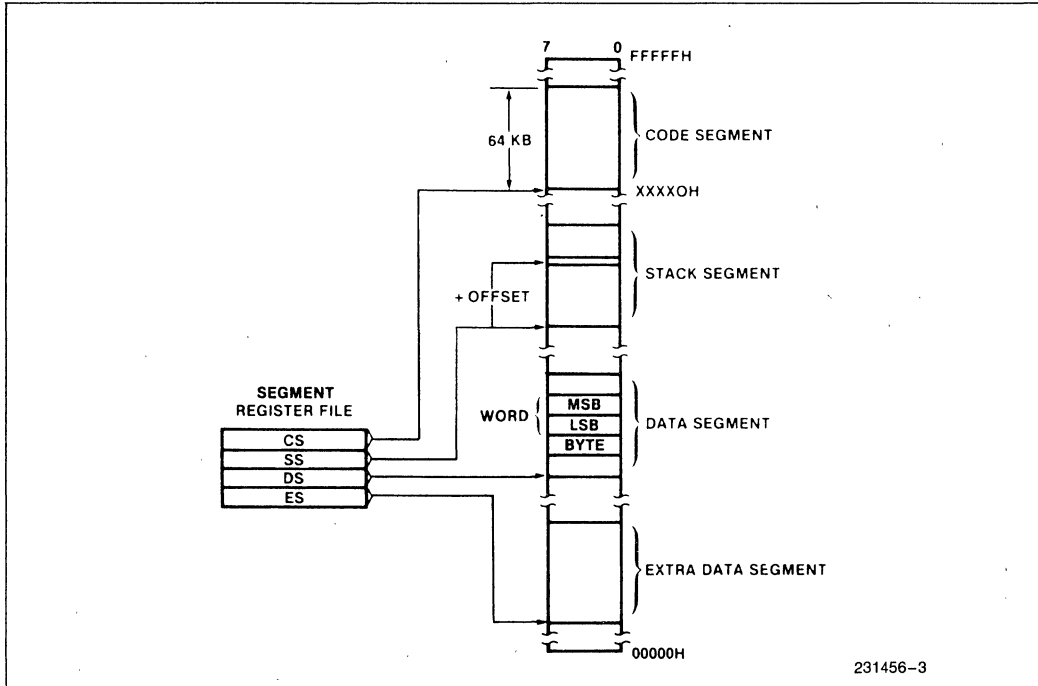 7 0
FFFFFH
64 KB
CODE SEGMENT
XXXX0H
STACK SEGMENT
+ OFFSET
SEGMENT
REGISTER FILE
CS
SS
DS
ES
WORD
MSB
LSB
BYTE
DATA SEGMENT
EXTRA DATA SEGMENT
00000H
231456-3